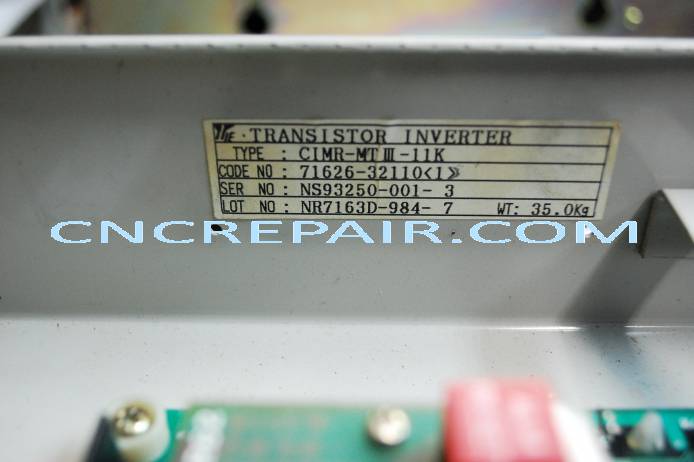 YE · TRANSISTOR INVERTER
TYPE : CIMR-MTⅢ-11K
CODE NO : 71626-32110<1>
SER NO : NS93250-001- 3
LOT NO : NR7163D-984- 7 WT: 35.0Kg
CNCREPAIR.COM